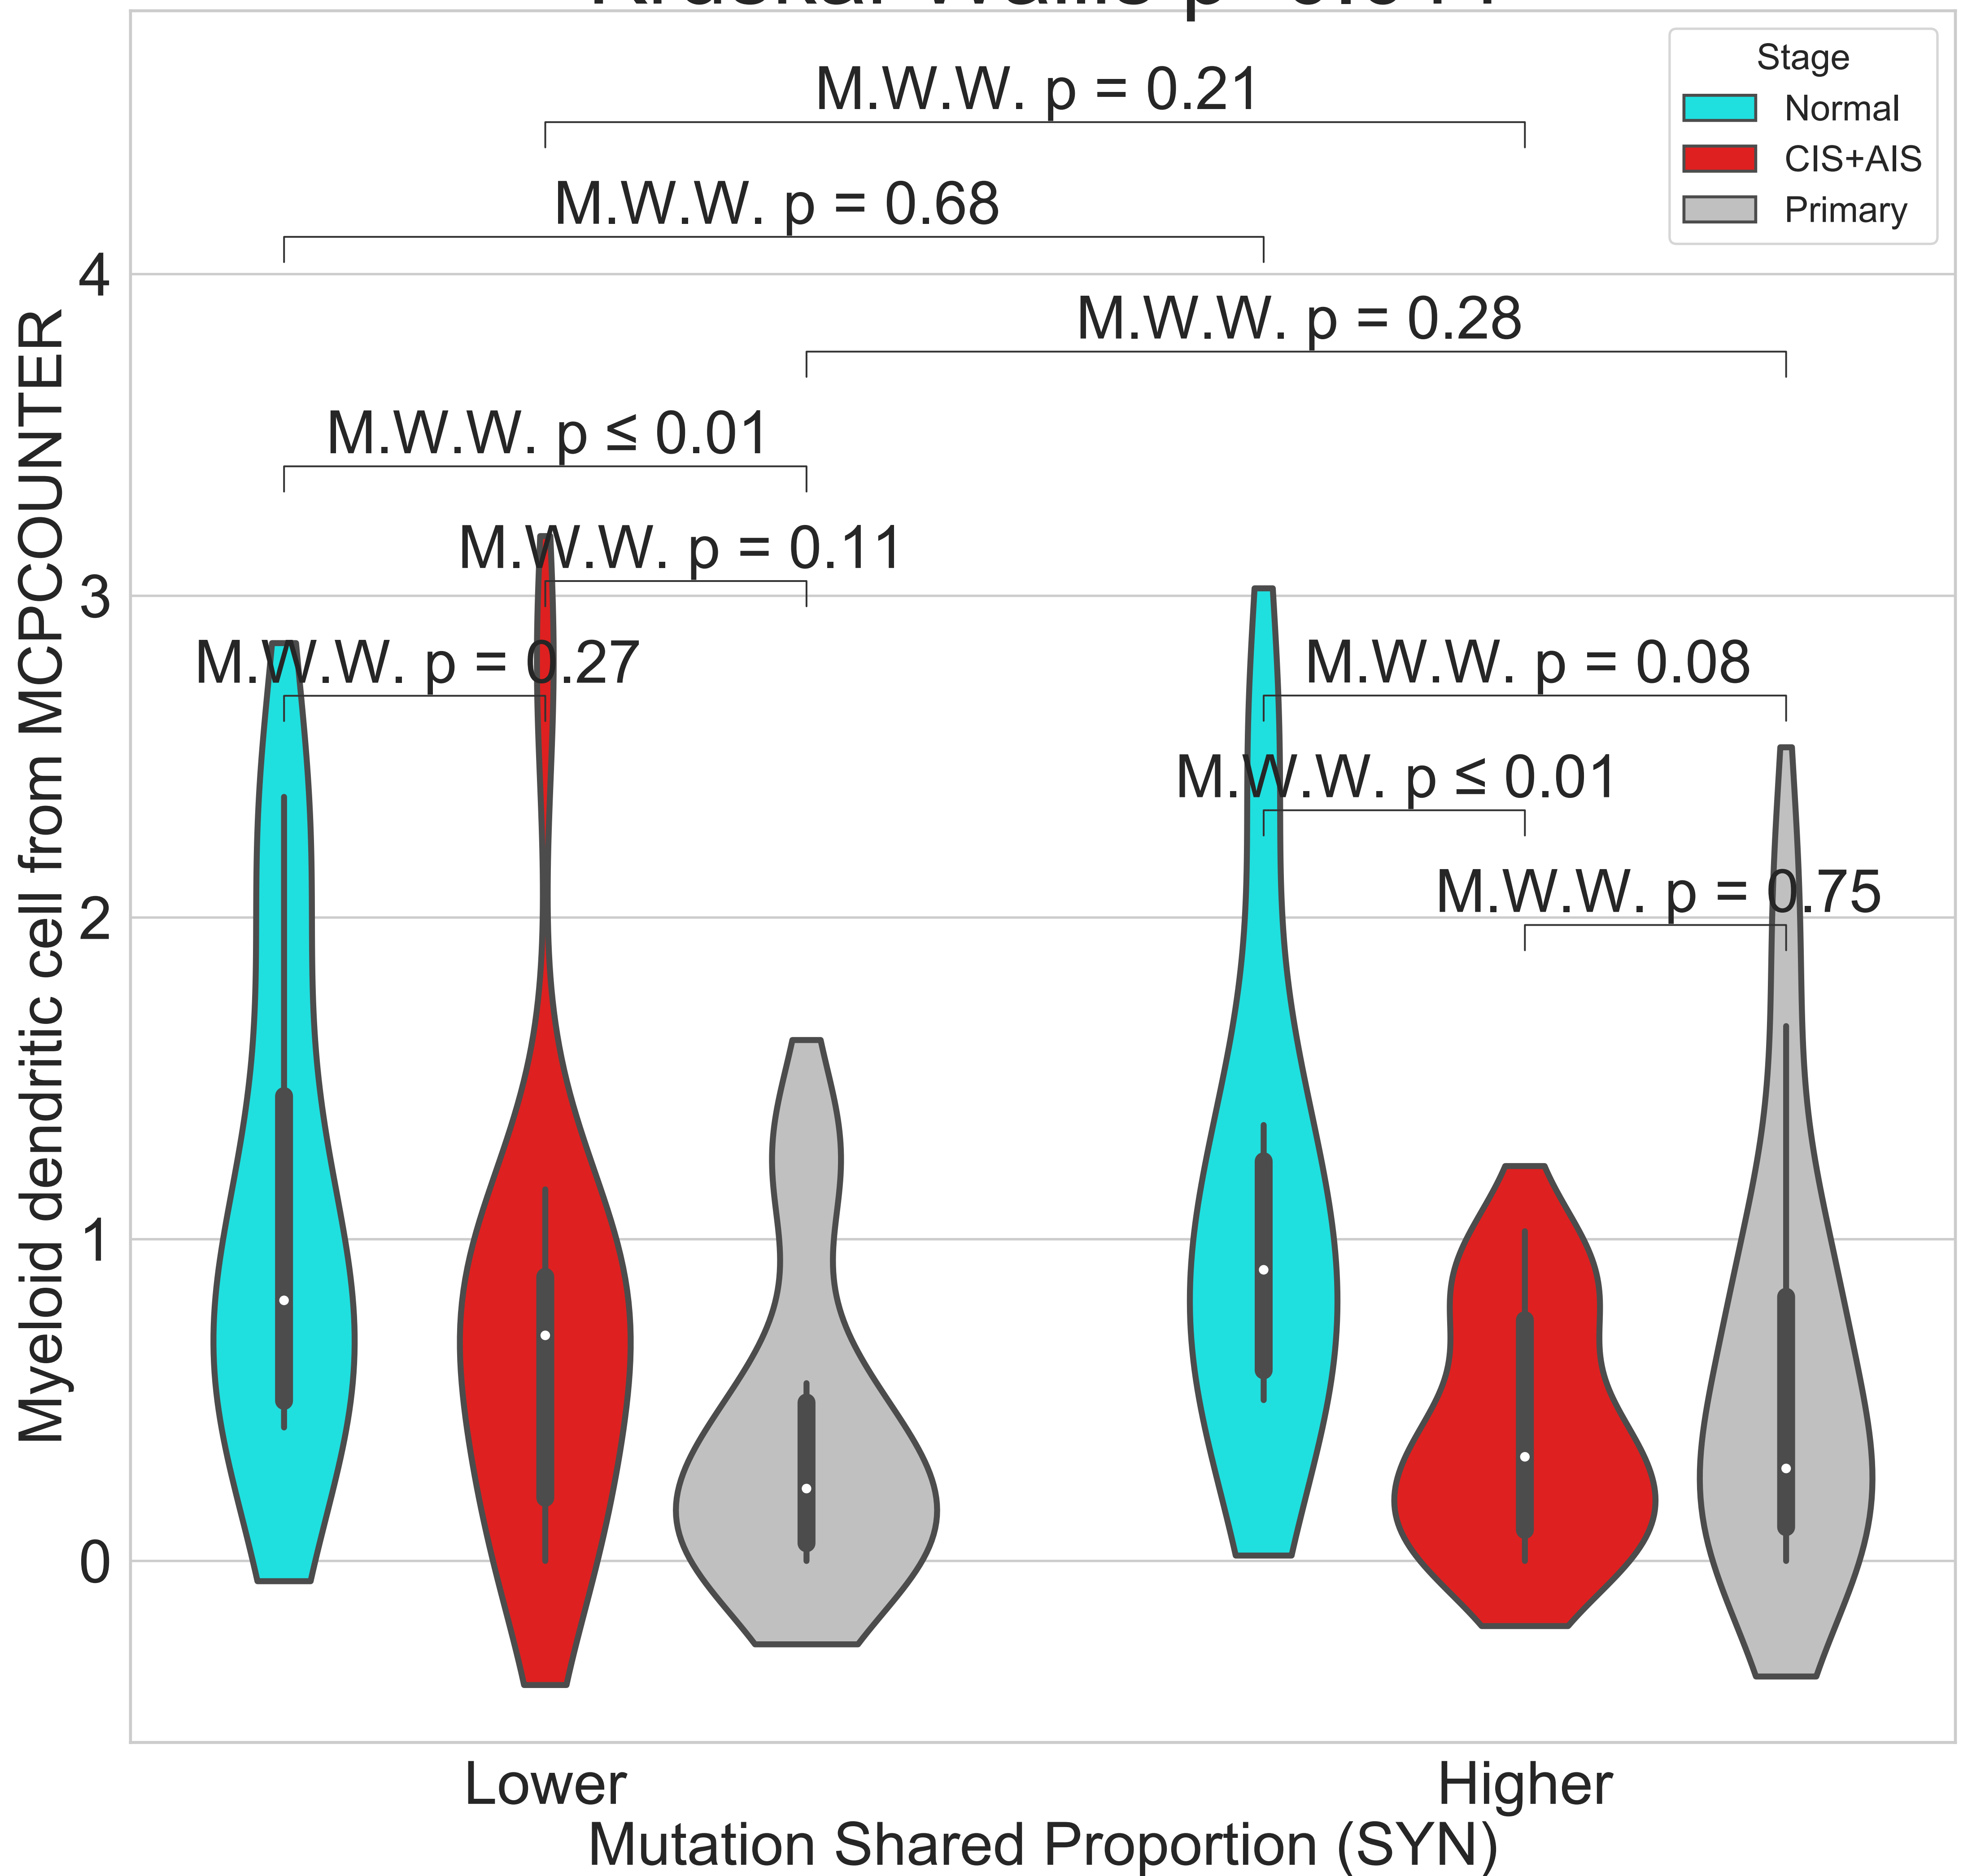 Stage
Normal
CIS+AIS
Primary
M.W.W. p = 0.21
M.W.W. p = 0.68
M.W.W. p = 0.28
M.W.W. p ≤ 0.01
M.W.W. p = 0.11
M.W.W. p = 0.27
M.W.W. p = 0.08
M.W.W. p ≤ 0.01
M.W.W. p = 0.75
4
3
2
1
0
Myeloid dendritic cell from MCPCOUNTER
Lower
Higher
Mutation Shared Proportion (SYN)